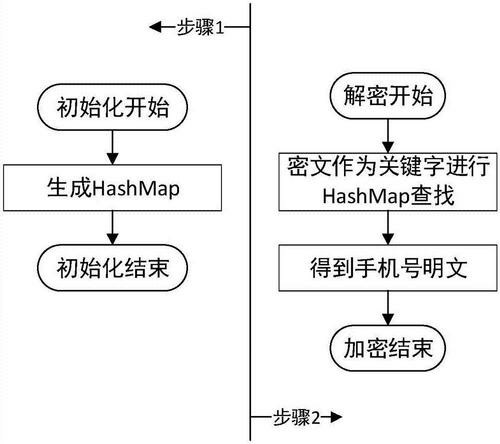 步骤1
初始化开始
生成HashMap
初始化结束
解密开始
密文作为关键字进行
HashMap查找
得到手机号明文
加密结束
步骤2